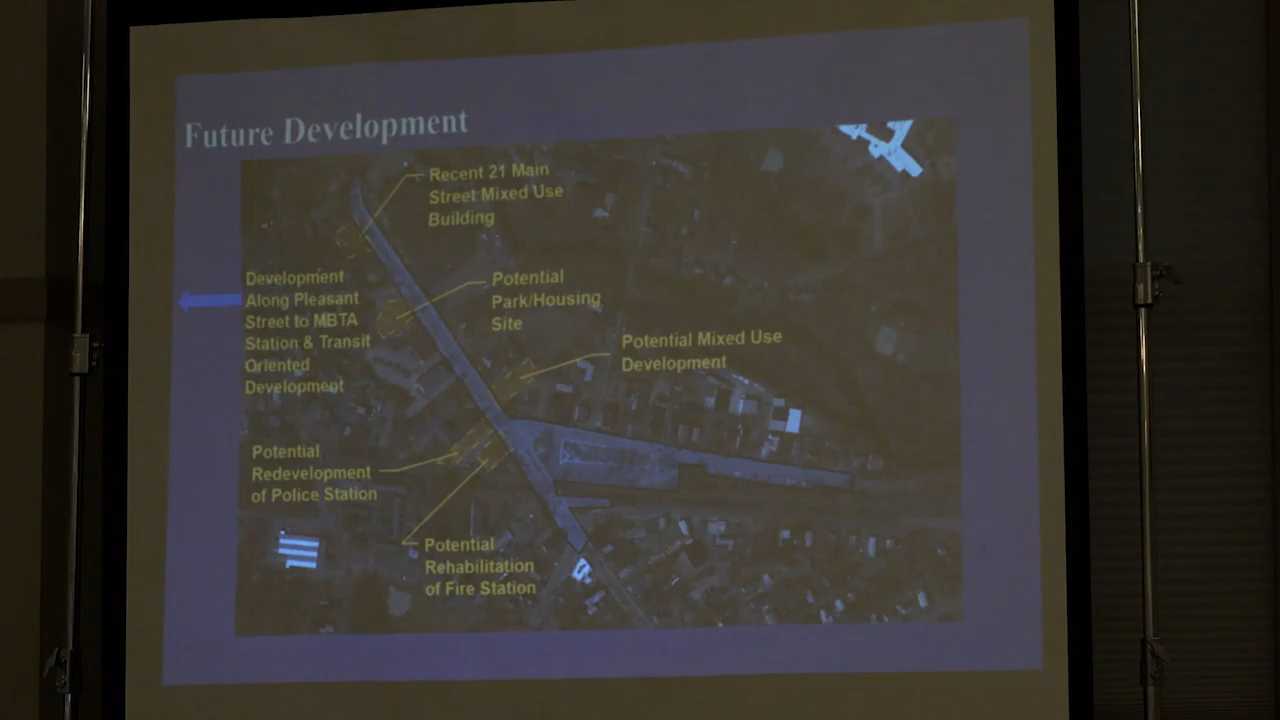 Future Development
Recent 21 Main
Street Mixed Use
Building
Development
Along Pleasant
Street to MBTA
Station & Transit
Oriented
Development
Potential
Park/Housing
Site
Potential Mixed Use
Development
Potential
Redevelopment
of Police Station
Potential
Rehabilitation
of Fire Station